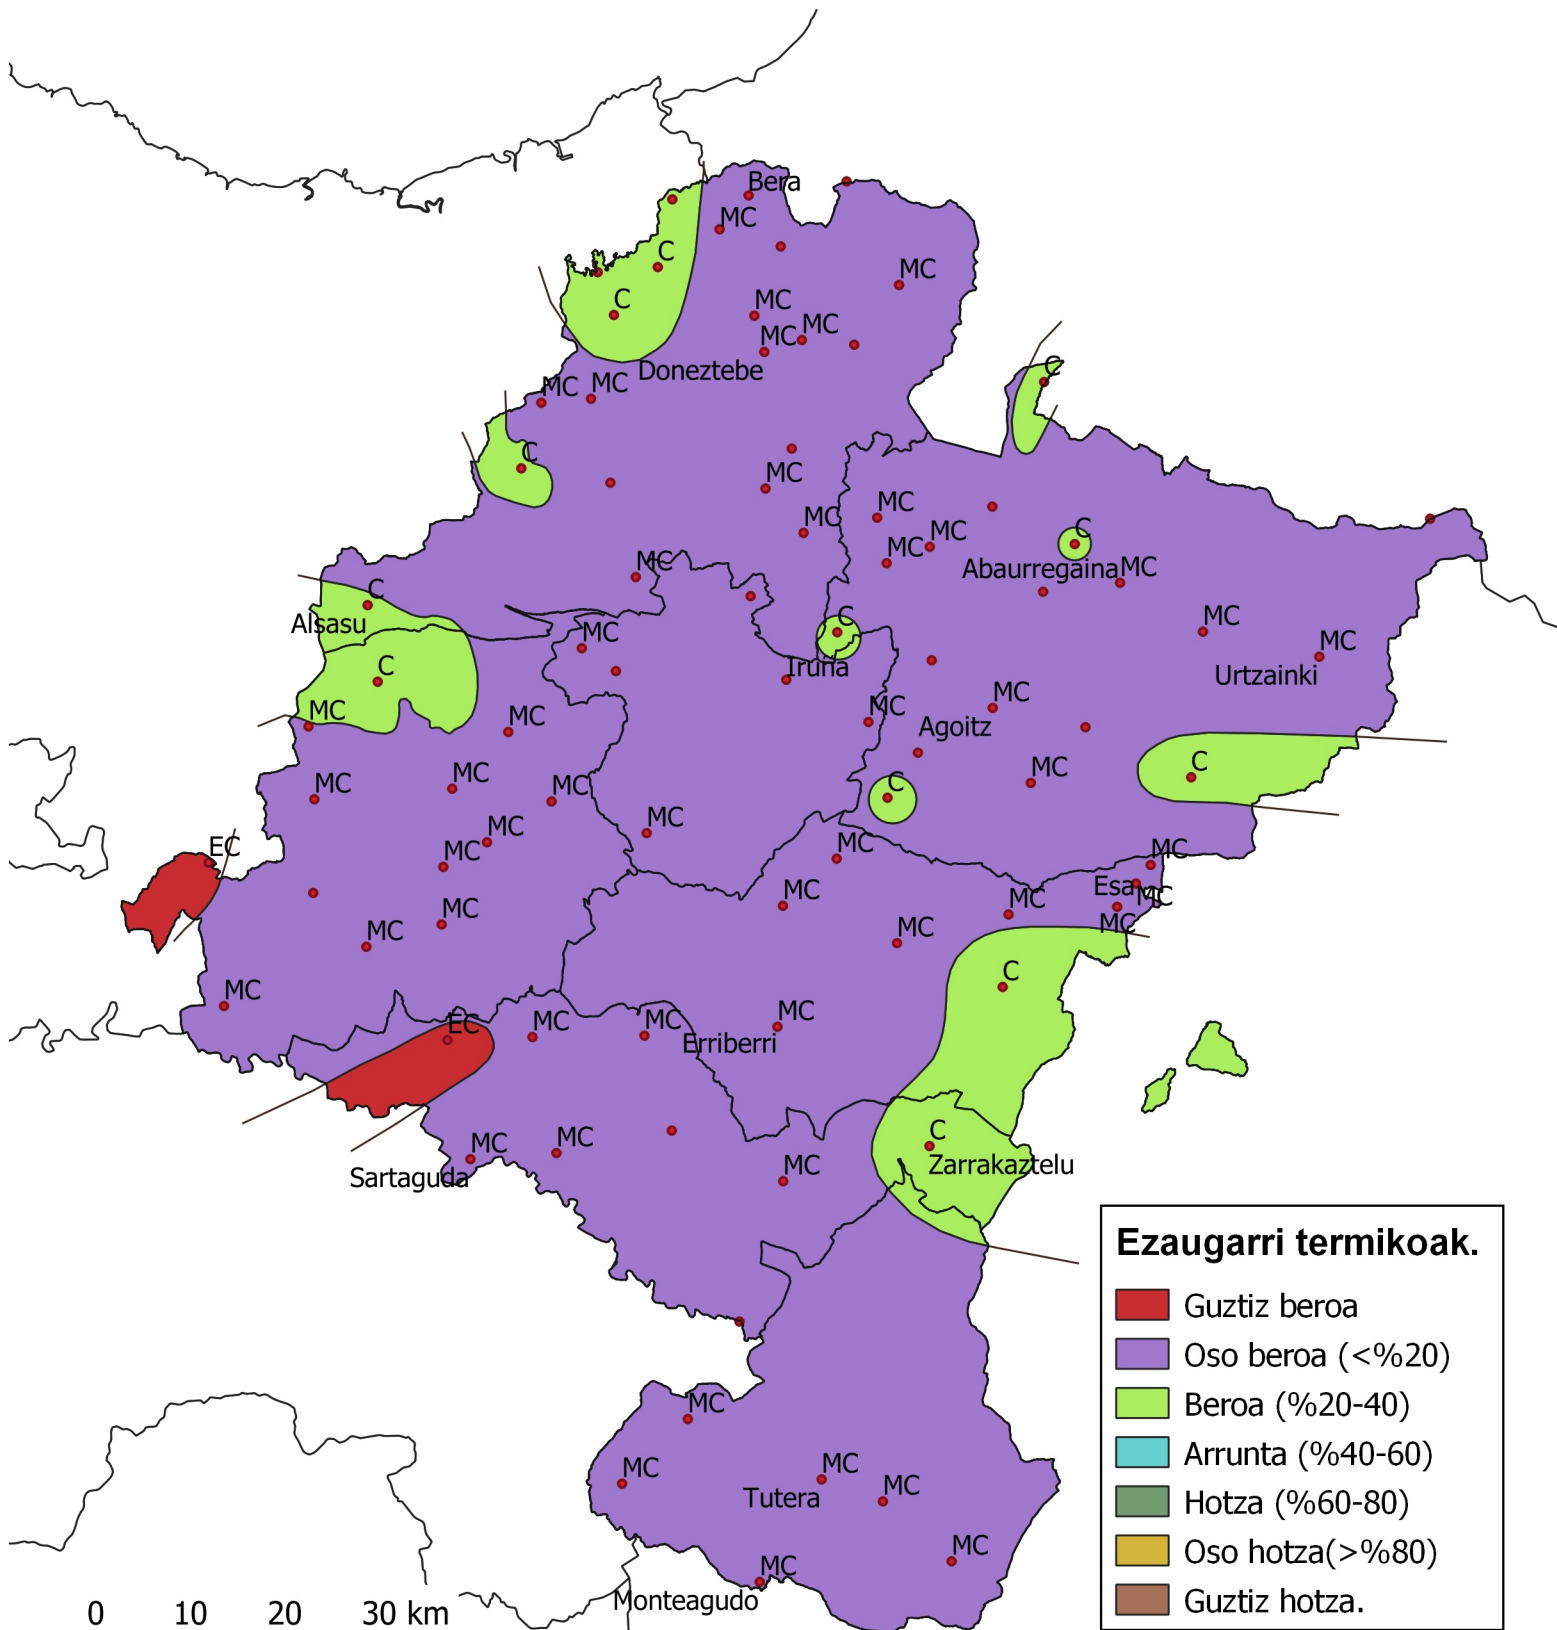 Bera
MC
C
MC
C
MC
MC
MC
Doneztebe
C
MC
MC
C
MC
MC
MC
C
MC
MC
Abaurregaina
MC
MC
C
Alsasu
C
MC
MC
MC
Iruña
C
Urtzainki
MC
MC
MC
MC
Agoitz
C
MC
MC
MC
MC
C
MC
MC
EC
MC
MC
MC
MC
Esa
MC
MC
MC
MC
MC
MC
MC
C
MC
MC
EC
MC
MC
Erriberri
C
MC
MC
Zarrakaztelu
MC
Sartaguda
MC
MC
MC
Tutera
MC
MC
MC
Monteagudo
0 10 20 30 km
Ezaugarri termikoak.
Guztiz beroa
Oso beroa (<%20)
Beroa (%20-40)
Arrunta (%40-60)
Hotza (%60-80)
Oso hotza(>%80)
Guztiz hotza.